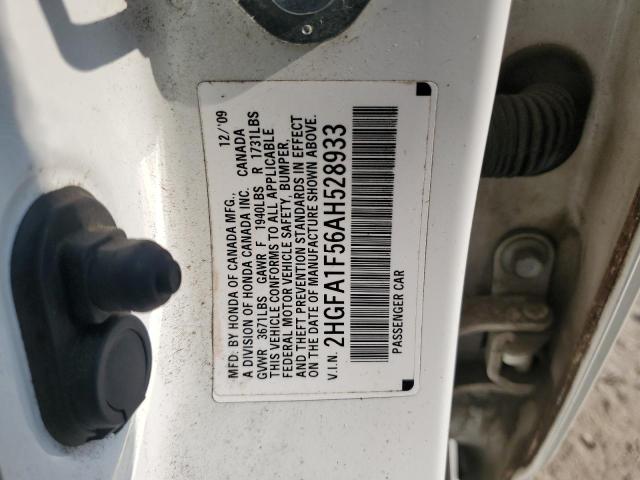 MFD. BY HONDA OF CANADA MFG., 12/'09
A DIVISION OF HONDA CANADA INC. CANADA
GVWR 3671LBS GAWR F 1940LBS R 1731LBS
THIS VEHICLE CONFORMS TO ALL APPLICABLE
FEDERAL MOTOR VEHICLE SAFETY, BUMPER,
AND THEFT PREVENTION STANDARDS IN EFFECT
ON THE DATE OF MANUFACTURE SHOWN ABOVE.
V.I.N. 2HGFA1F56AH528933
PASSENGER CAR